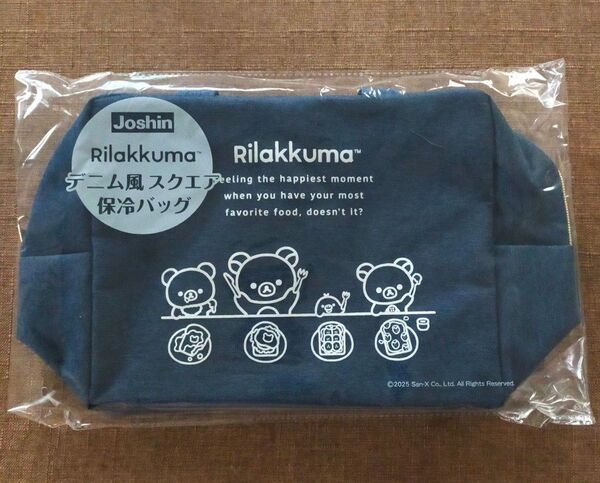 Joshin
Rilakkuma™
デニム風 スクエア
保冷バッグ
Rilakkuma™
eeling the happiest moment
when you have your most
favorite food, doesn't it?
©2025 San-X Co., Ltd. All Rights Reserved.